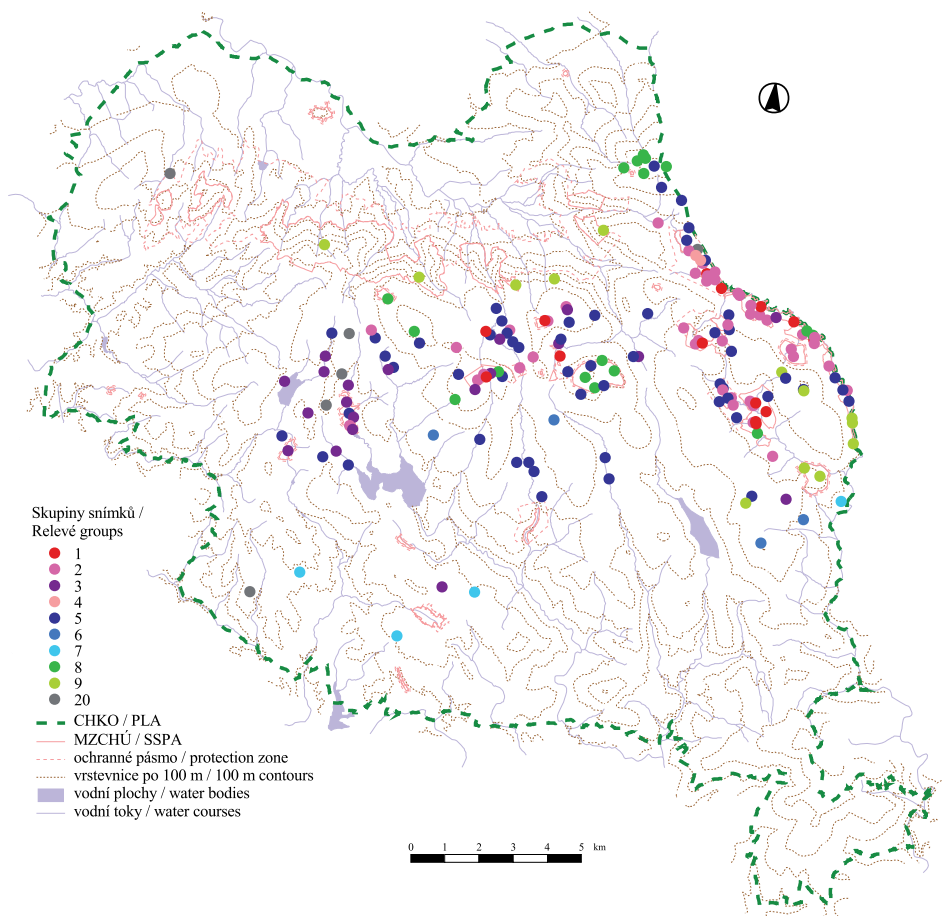 Skupiny snímků /
Relevé groups
1
2
3
4
5
6
7
8
9
20
CHKO / PLA
MZCHÚ / SSPA
ochranné pásmo / protection zone
vrstevnice po 100 m / 100 m contours
vodní plochy / water bodies
vodní toky / water courses
0 1 2 3 4 5 km